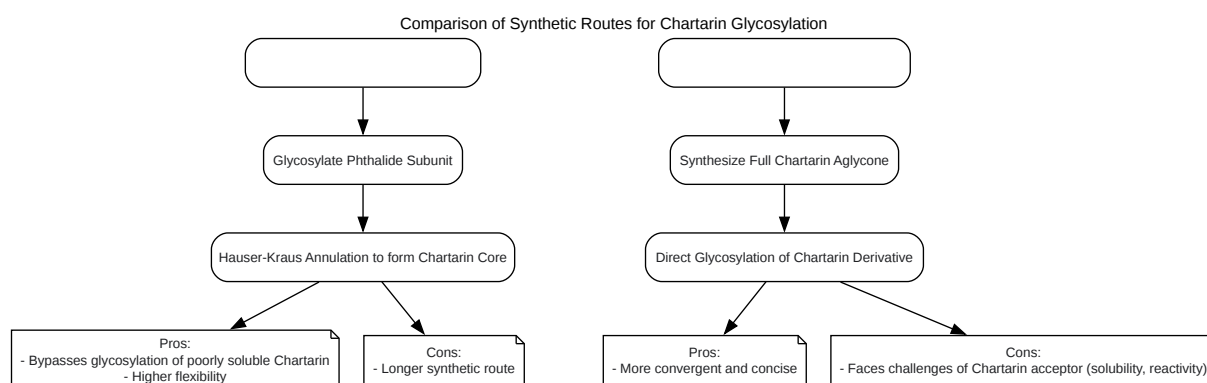 Comparison of Synthetic Routes for Chartarin Glycosylation
Glycosylate Phthalide Subunit
Synthesize Full Chartarin Aglycone
Hauser-Kraus Annulation to form Chartarin Core
Direct Glycosylation of Chartarin Derivative
Pros:
- Bypasses glycosylation of poorly soluble Chartarin
- Higher flexibility
Cons:
- Longer synthetic route
Pros:
- More convergent and concise
Cons:
- Faces challenges of Chartarin acceptor (solubility, reactivity)